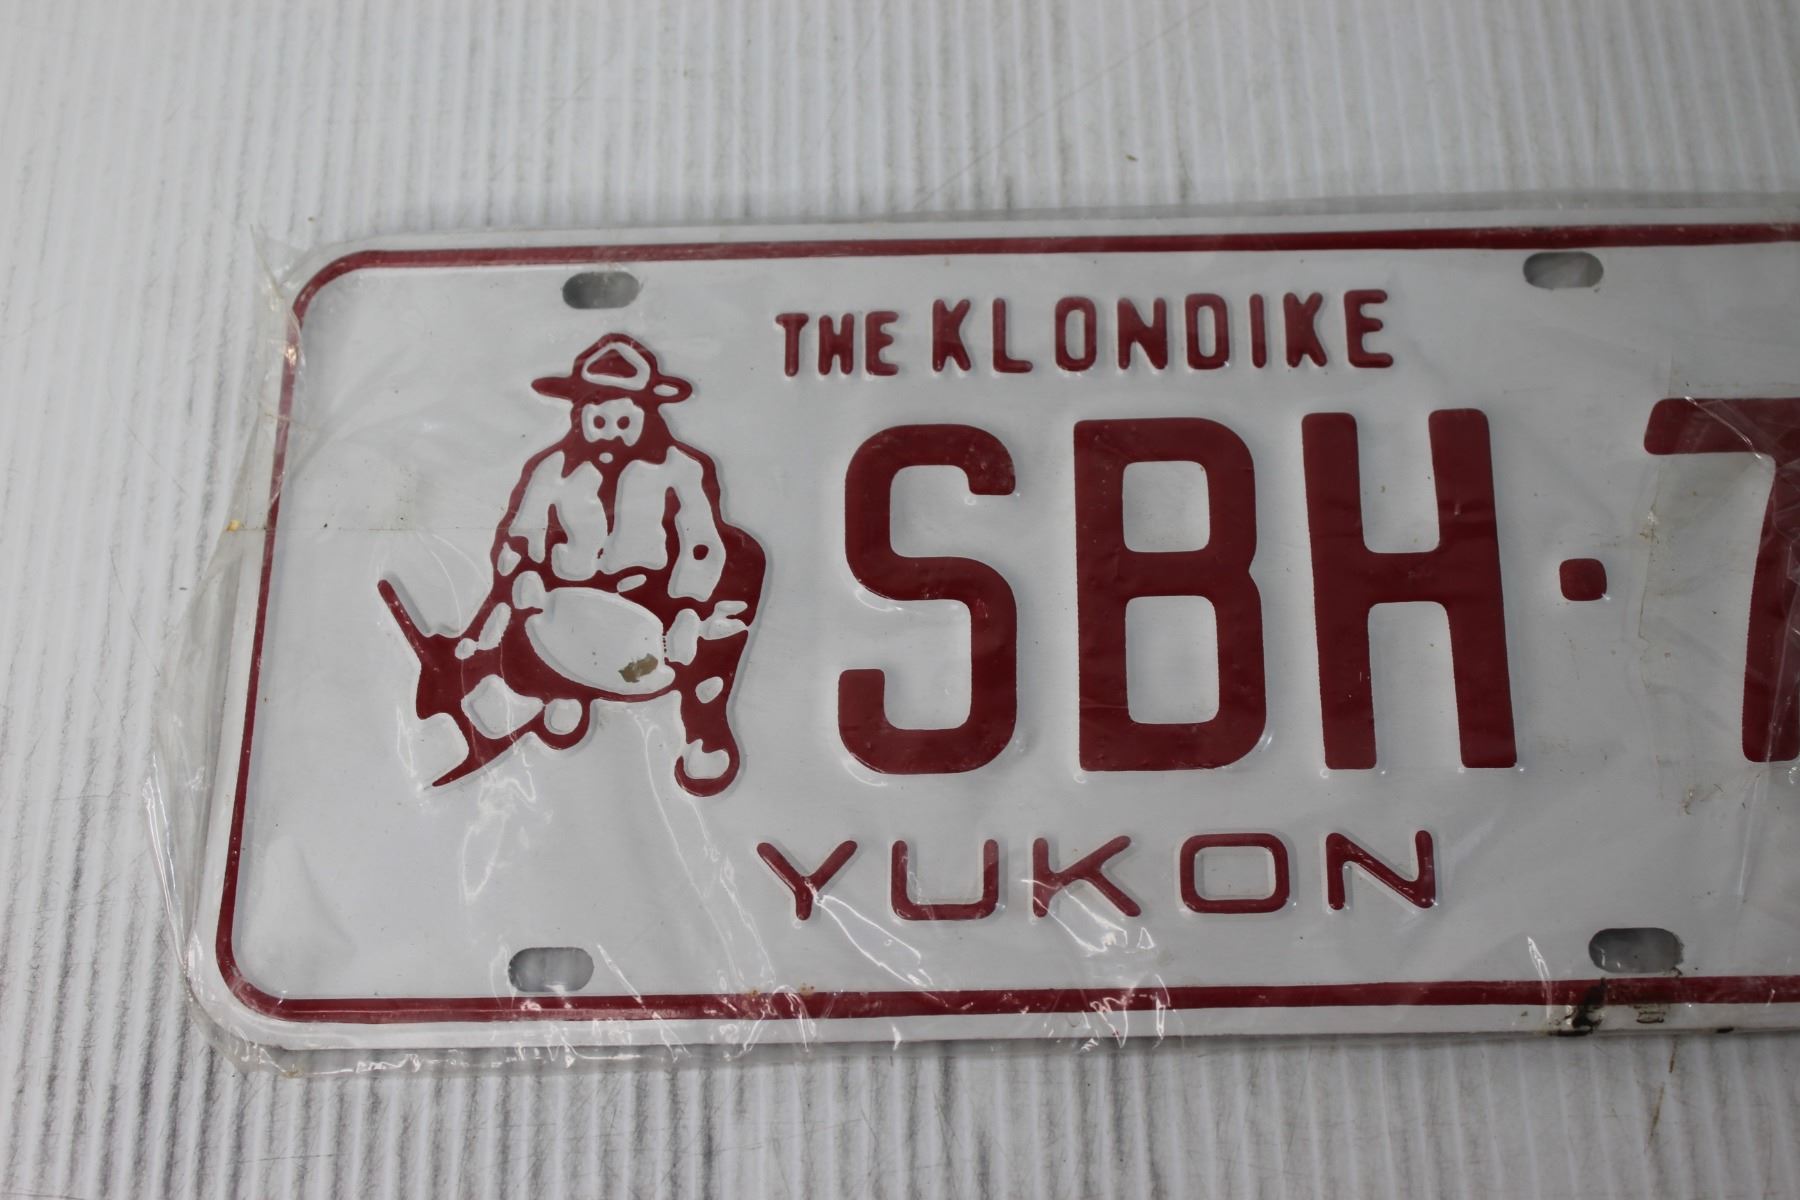 THE KLONDIKE
SBH·7
YUKON